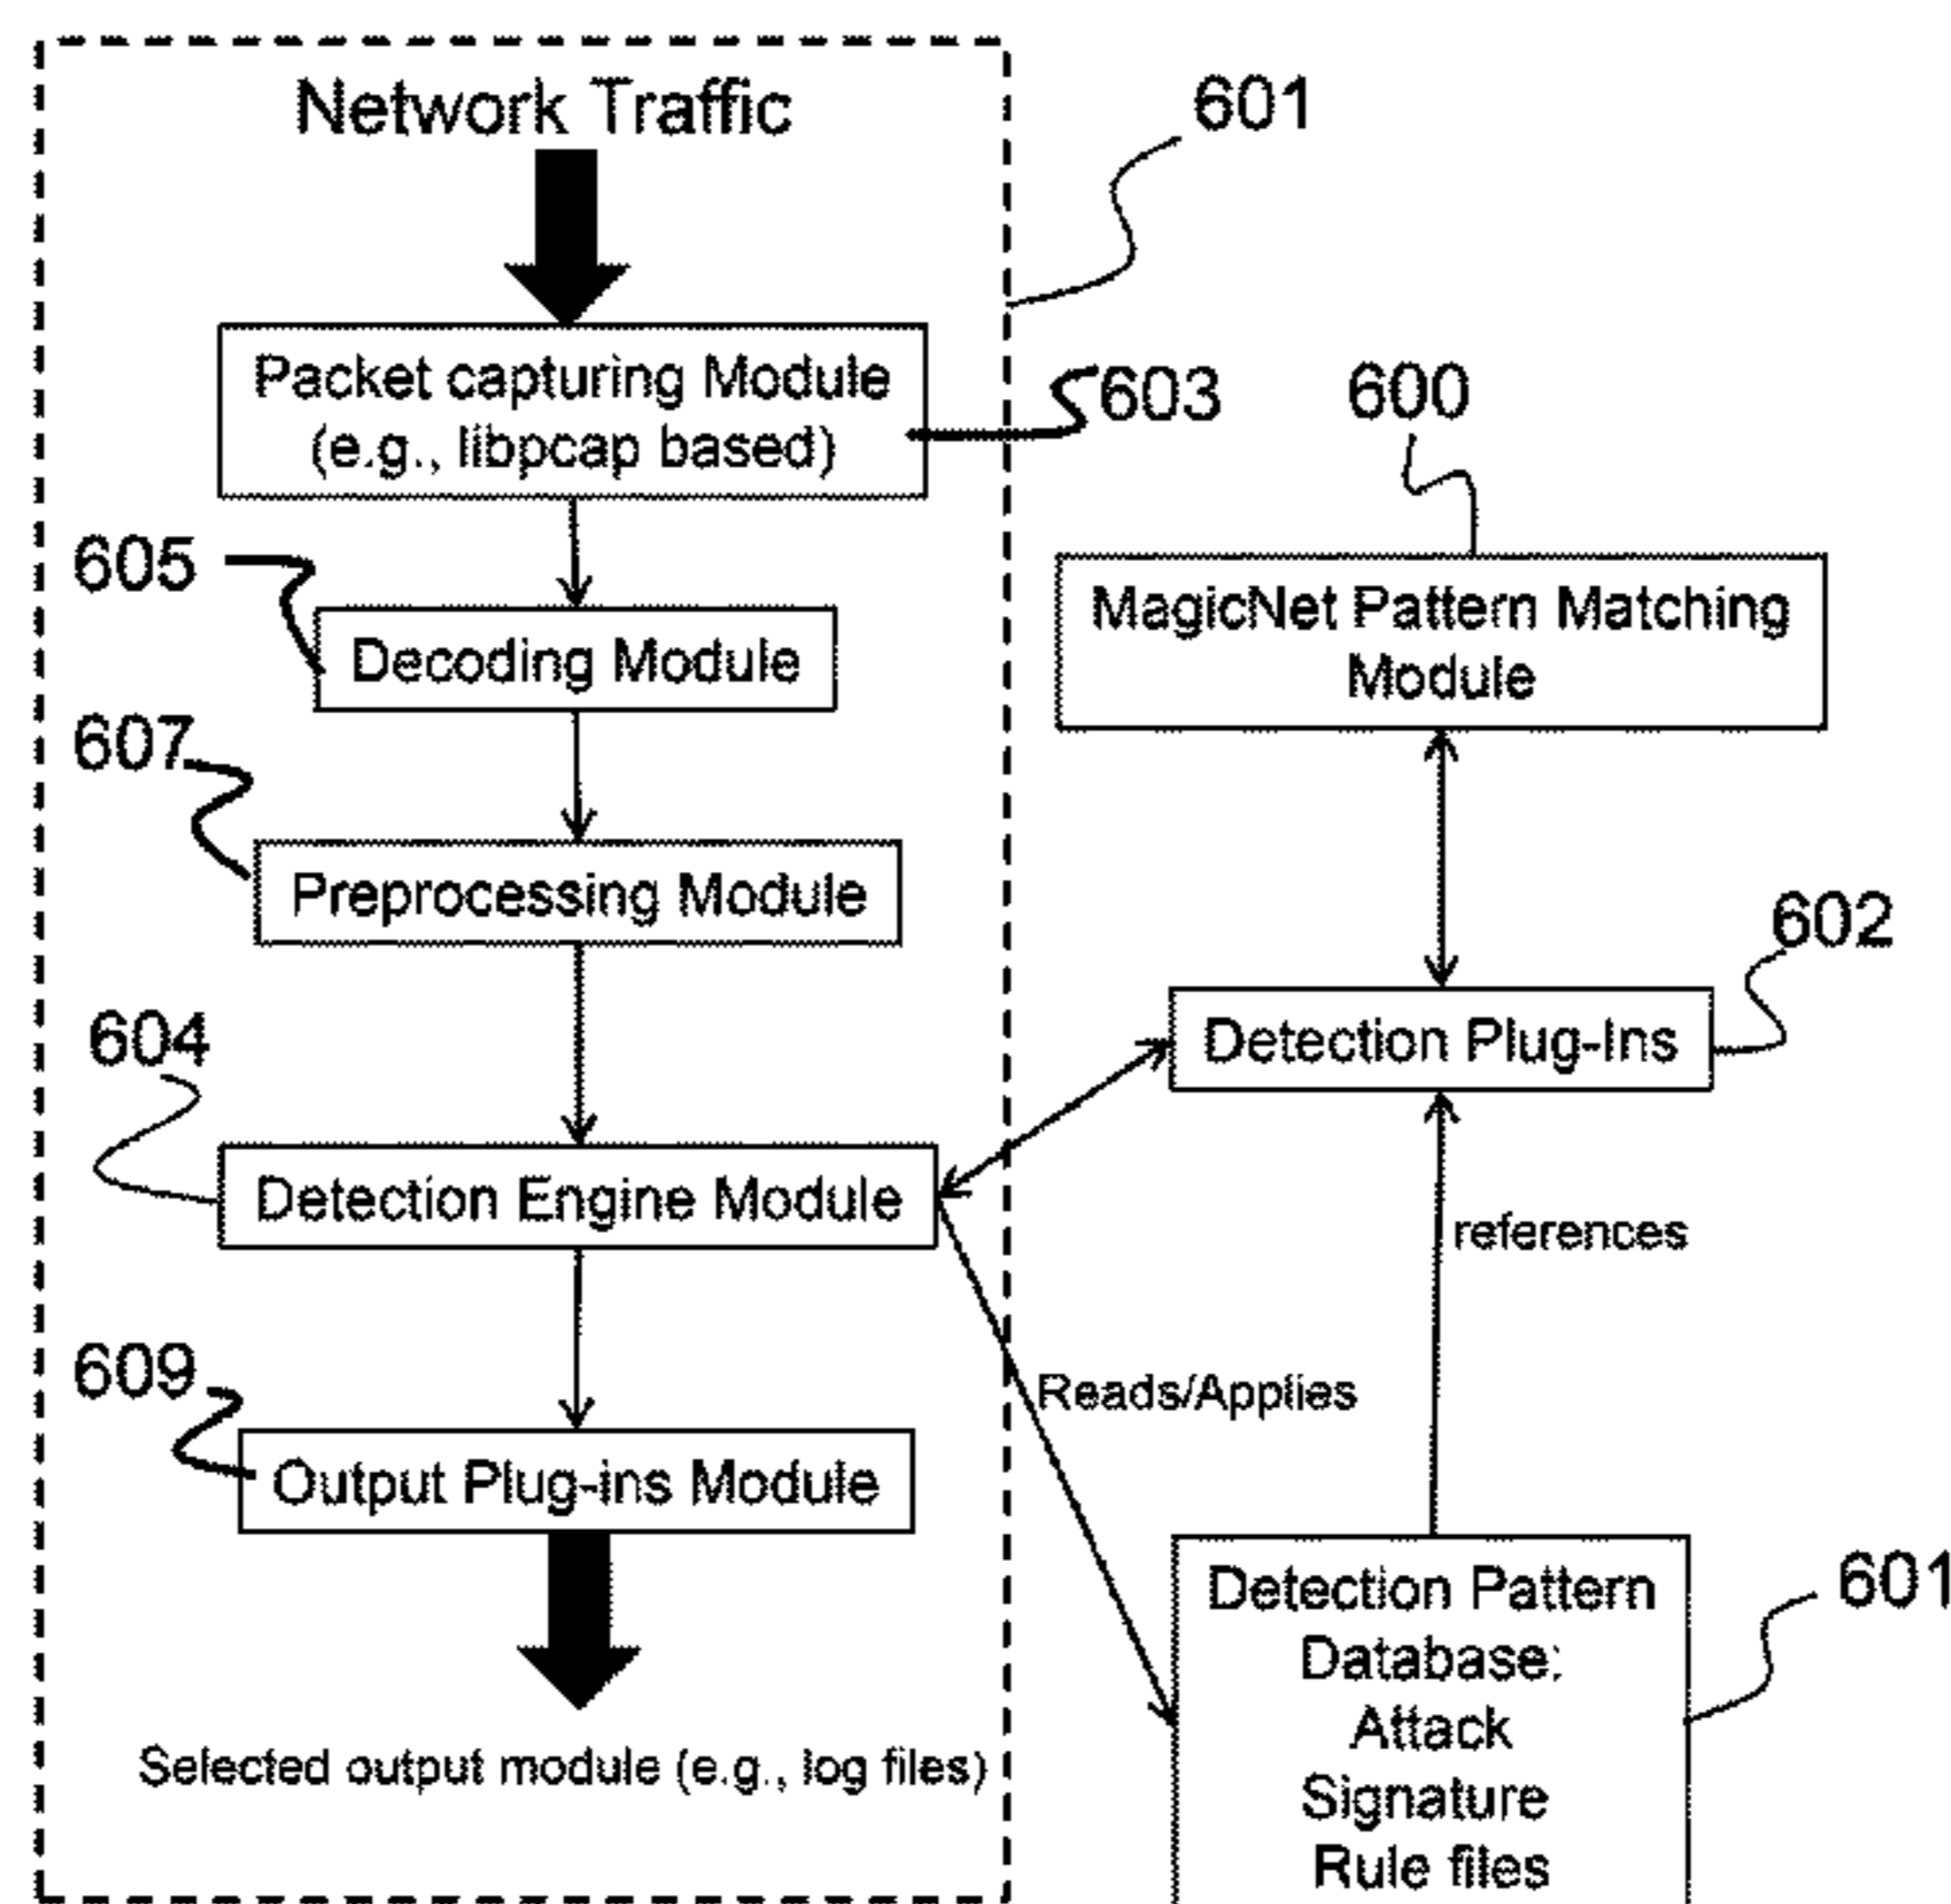 Network Traffic
601
Packet capturing Module
(e.g., libpcap based)
603
600
605
Decoding Module
MagicNet Pattern Matching
Module
607
Preprocessing Module
602
Detection Plug-Ins
604
Detection Engine Module
references
Reads/Applies
609
Output Plug-ins Module
Selected output module (e.g., log files)
Detection Pattern
Database:
Attack
Signature
Rule files
601